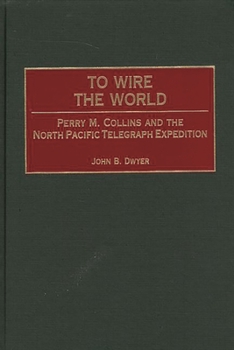 TO WIRE
THE WORLD
PERRY M. COLLINS AND THE
NORTH PACIFIC TELEGRAPH EXPEDITION
JOHN B. DWYER